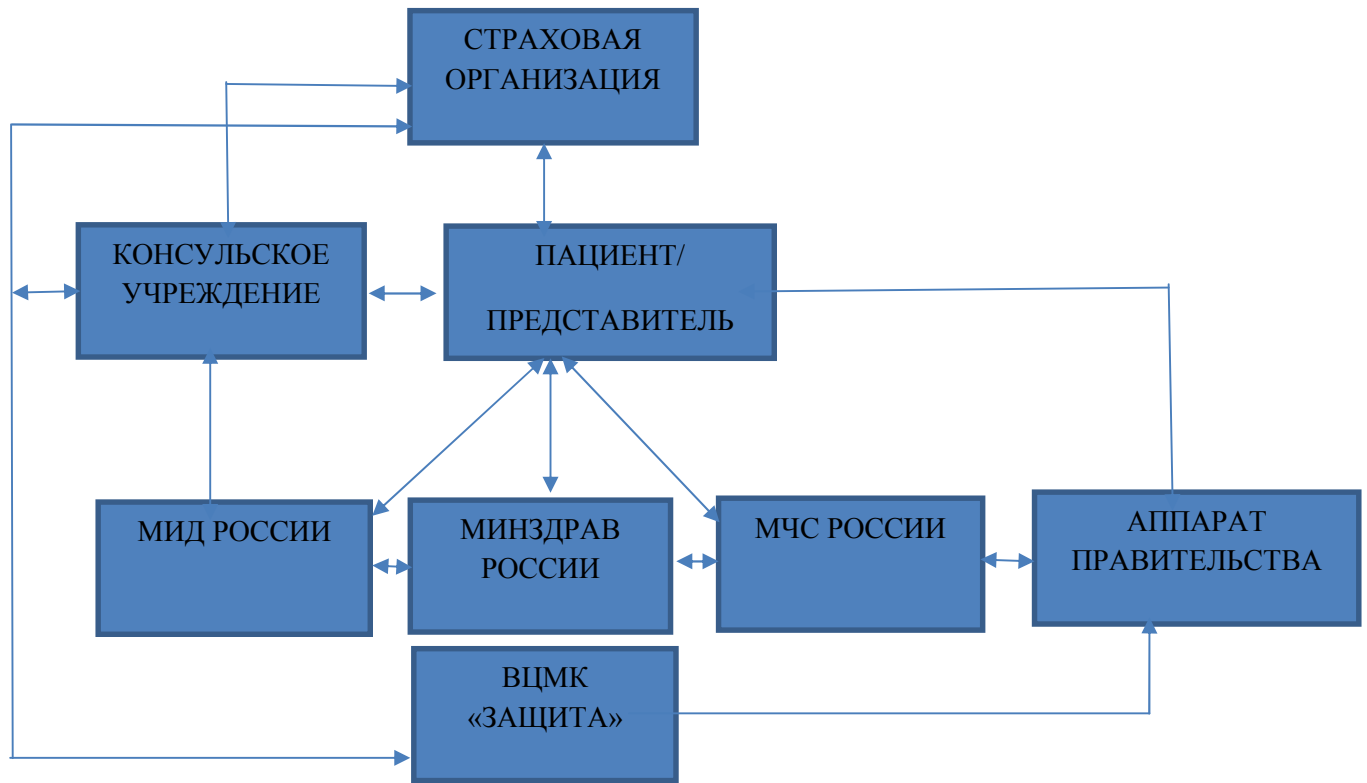 СТРАХОВАЯ
ОРГАНИЗАЦИЯ
КОНСУЛЬСКОЕ
УЧРЕЖДЕНИЕ
ПАЦИЕНТ/
ПРЕДСТАВИТЕЛЬ
МИД РОССИИ
МИНЗДРАВ
РОССИИ
МЧС РОССИИ
АППАРАТ
ПРАВИТЕЛЬСТВА
ВЦМК
«ЗАЩИТА»